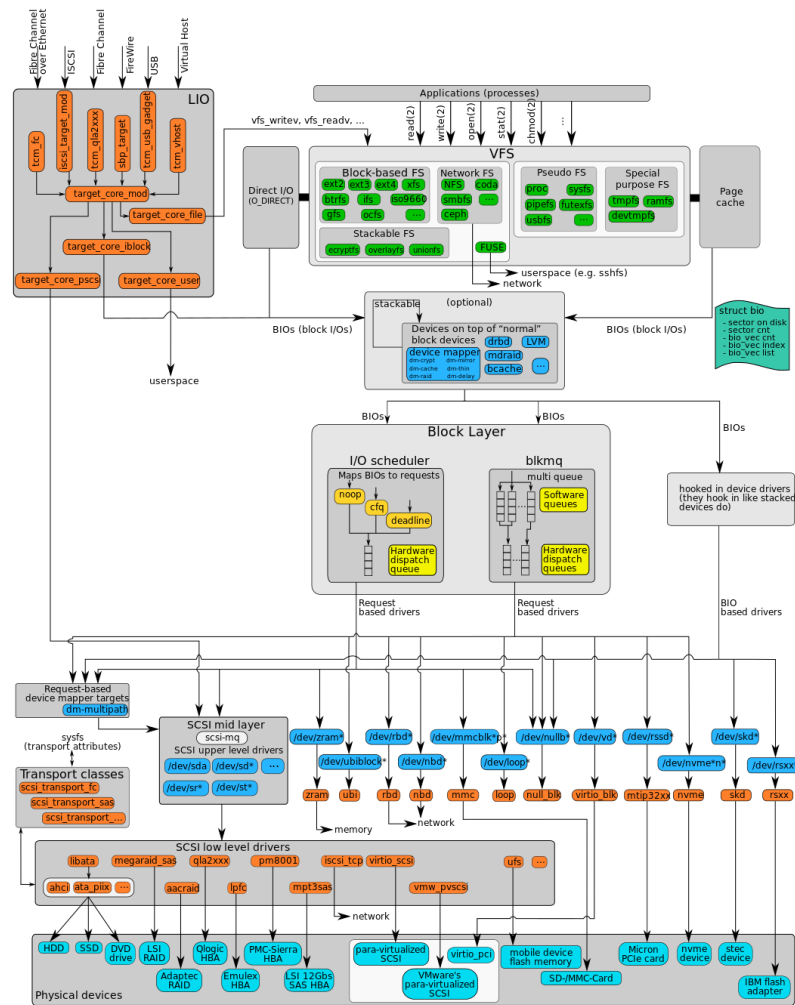 Fibre Channel
over Ethernet
ISCSI
Fibre Channel
FireWire
USB
Virtual Host
LIO
tcm_fc
iscsi_target_mod
tcm_qla2xxx
sbp_target
tcm_usb_gadget
tcm_vhost
target_core_mod
target_core_file
target_core_iblock
target_core_pscsi
target_core_user
vfs_writev, vfs_readv, ...
Applications (processes)
read(2)
write(2)
open(2)
stat(2)
chmod(2)
...
VFS
Direct I/O
(O_DIRECT)
Block-based FS
ext2 ext3 ext4 xfs
btrfs ifs iso9660
gfs ocfs ...
Network FS
NFS coda
smbfs ...
ceph
Pseudo FS
proc sysfs
pipefs futexfs
usbfs ...
Special
purpose FS
tmpfs ramfs
devtmpfs
Stackable FS
ecryptfs overlayfs unionfs
FUSE
Page
cache
userspace (e.g. sshfs)
network
userspace
BIOs (block I/Os)
BIOs (block I/Os)
(optional)
stackable
Devices on top of “normal”
block devices
drbd LVM
device mapper
dm-crypt dm-mirror
dm-cache dm-thin
dm-raid dm-delay
mdraid
bcache
...
struct bio
- sector on disk
- sector cnt
- bio_vec cnt
- bio_vec index
- bio_vec list
BIOs
BIOs
BIOs
Block Layer
I/O scheduler
Maps BIOs to requests
noop
cfq
deadline
Hardware
dispatch
queue
blkmq
multi queue
Software
queues
Hardware
dispatch
queues
hooked in device drivers
(they hook in like stacked
devices do)
Request
based drivers
Request
based drivers
BIO
based drivers
Request-based
device mapper targets
dm-multipath
sysfs
(transport attributes)
Transport classes
scsi_transport_fc
scsi_transport_sas
scsi_transport_...
SCSI mid layer
scsi-mq
SCSI upper level drivers
/dev/sda /dev/sd* ...
/dev/sr* /dev/st*
/dev/zram* /dev/rbd* /dev/mmcblk*p* /dev/nullb* /dev/vd* /dev/rssd* /dev/skd*
/dev/ubiblock* /dev/nbd* /dev/loop* /dev/nvme*n* /dev/rsxx
zram ubi rbd nbd mmc loop null_blk virtio_blk mtip32xx nvme skd rsxx
memory
network
SCSI low level drivers
libata megaraid_sas qla2xxx pm8001 iscsi_tcp virtio_scsi ufs ...
ahci ata_piix ... aacraid lpfc mpt3sas vmw_pvscsi
network
HDD SSD
DVD
drive
LSI
RAID
Adaptec
RAID
Qlogic
HBA
Emulex
HBA
PMC-Sierra
HBA
LSI 12Gbs
SAS HBA
para-virtualized
SCSI
VMware's
para-virtualized
SCSI
virtio_pci
mobile device
flash memory
SD-/MMC-Card
Micron
PCIe card
nvme
device
stec
device
IBM flash
adapter
Physical devices